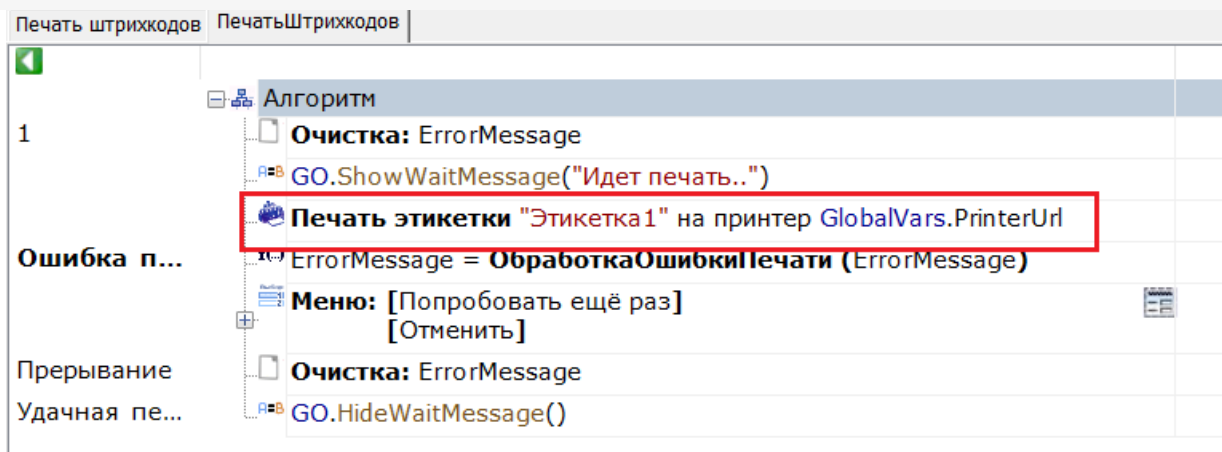 Печать штрихкодов ПечатьШтрихкодов
Алгоритм
1 Очистка: ErrorMessage
GO.ShowWaitMessage("Идет печать..")
Печать этикетки "Этикетка1" на принтер GlobalVars.PrinterUrl
Ошибка п... ErrorMessage = ОбработкаОшибкиПечати (ErrorMessage)
Меню: [Попробовать ещё раз]
[Отменить]
Прерывание Очистка: ErrorMessage
Удачная пе... GO.HideWaitMessage()